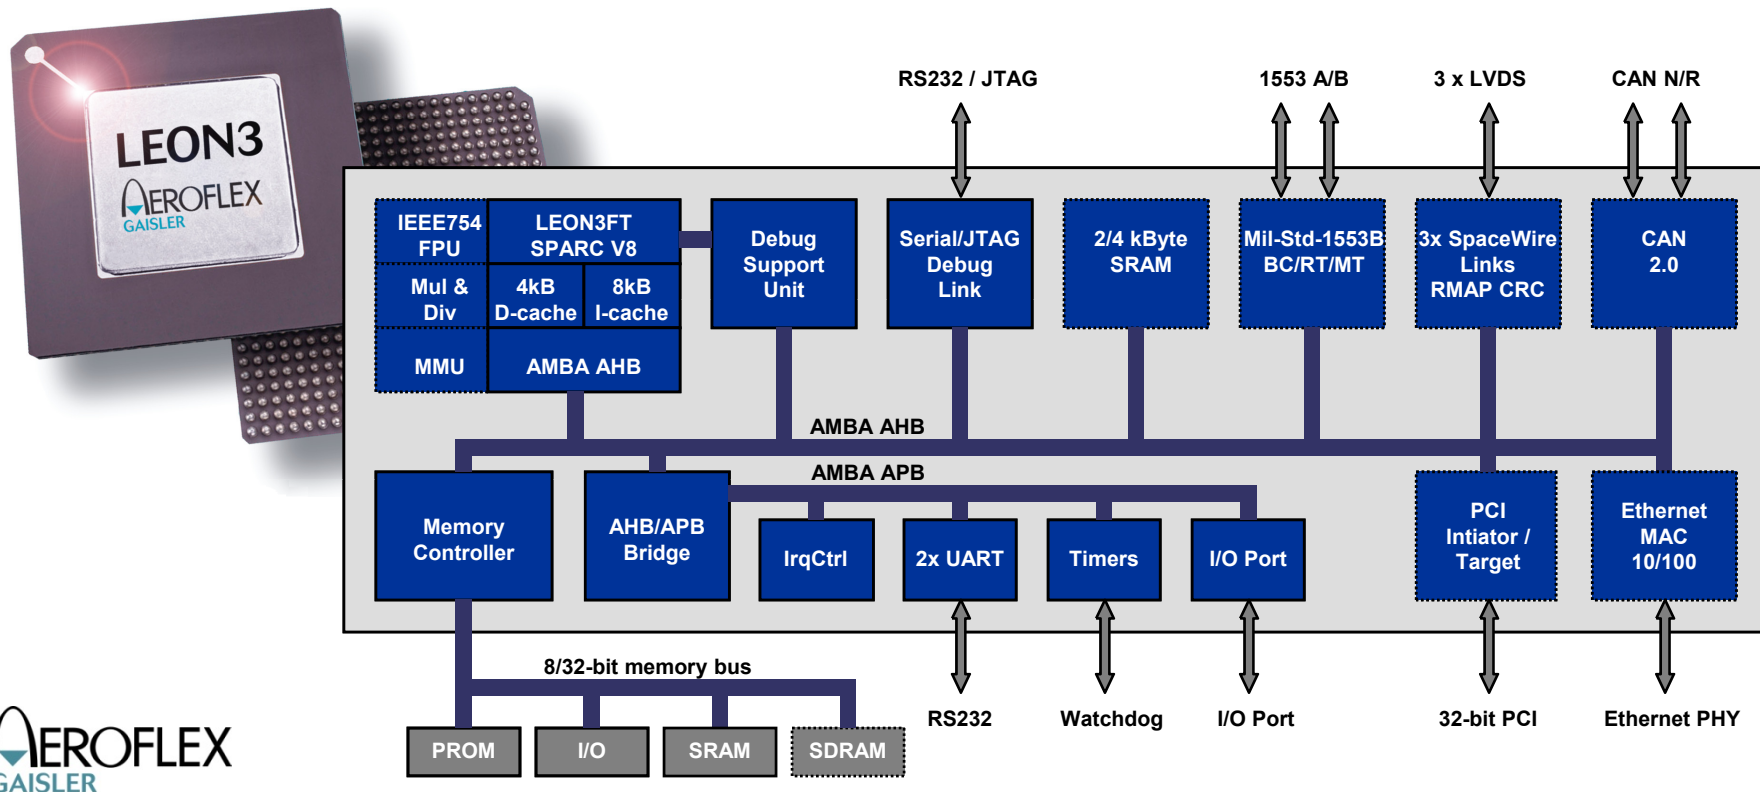 RS232 / JTAG
1553 A/B
3 x LVDS
CAN N/R
LEON3
AEROFLEX
GAISLER
IEEE754
FPU
LEON3FT
SPARC V8
Mul &
Div
4kB
D-cache
8kB
I-cache
MMU
AMBA AHB
Debug
Support
Unit
Serial/JTAG
Debug
Link
2/4 kByte
SRAM
Mil-Std-1553B
BC/RT/MT
3x SpaceWire
Links
RMAP CRC
CAN
2.0
AMBA AHB
AMBA APB
Memory
Controller
AHB/APB
Bridge
IrqCtrl
2x UART
Timers
I/O Port
PCI
Intiator /
Target
Ethernet
MAC
10/100
8/32-bit memory bus
RS232
Watchdog
I/O Port
32-bit PCI
Ethernet PHY
PROM
I/O
SRAM
SDRAM
AEROFLEX
GAISLER